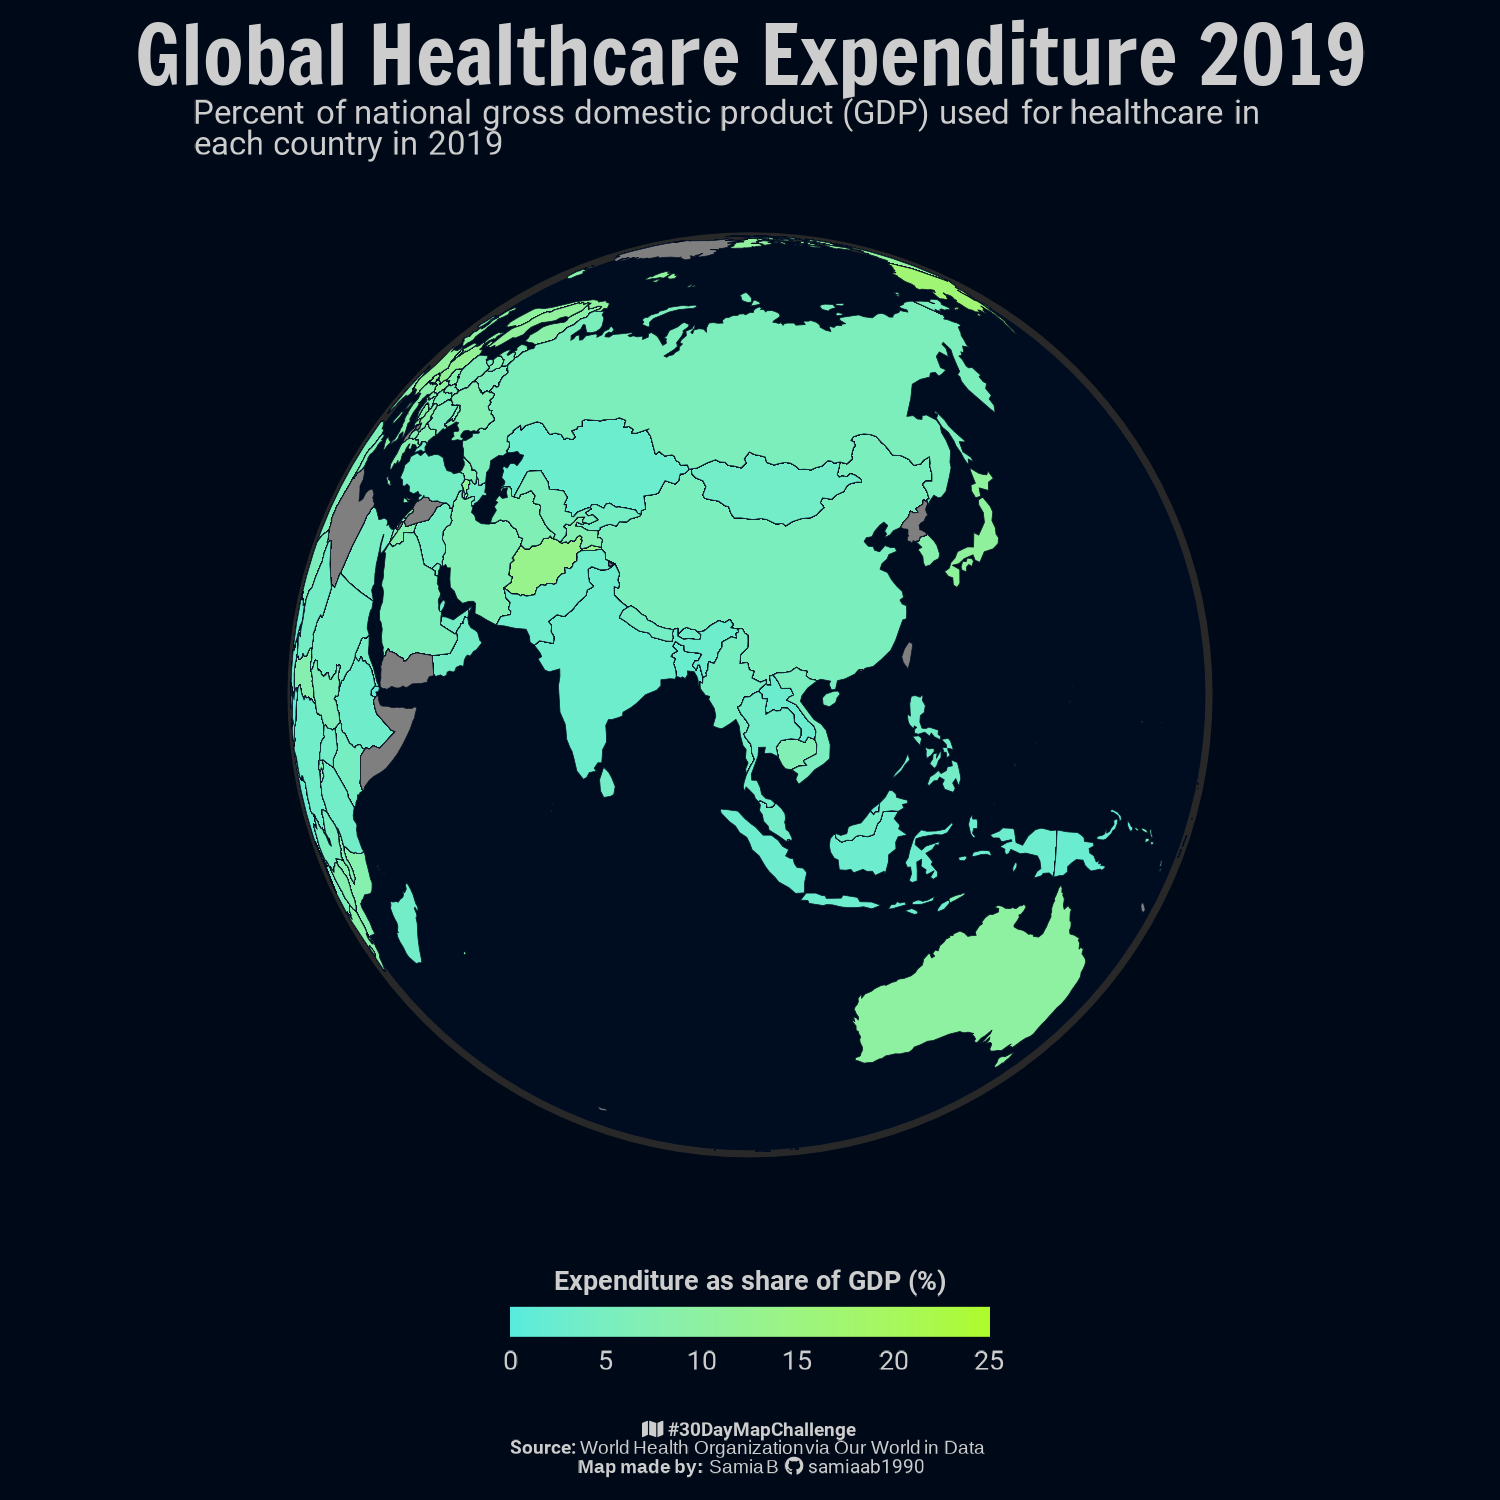 Global Healthcare Expenditure 2019
Percent of national gross domestic product (GDP) used for healthcare in
each country in 2019
Expenditure as share of GDP (%)
0 5 10 15 20 25
#30DayMapChallenge
Source: World Health Organization via Our World in Data
Map made by: Samia B samiaab1990